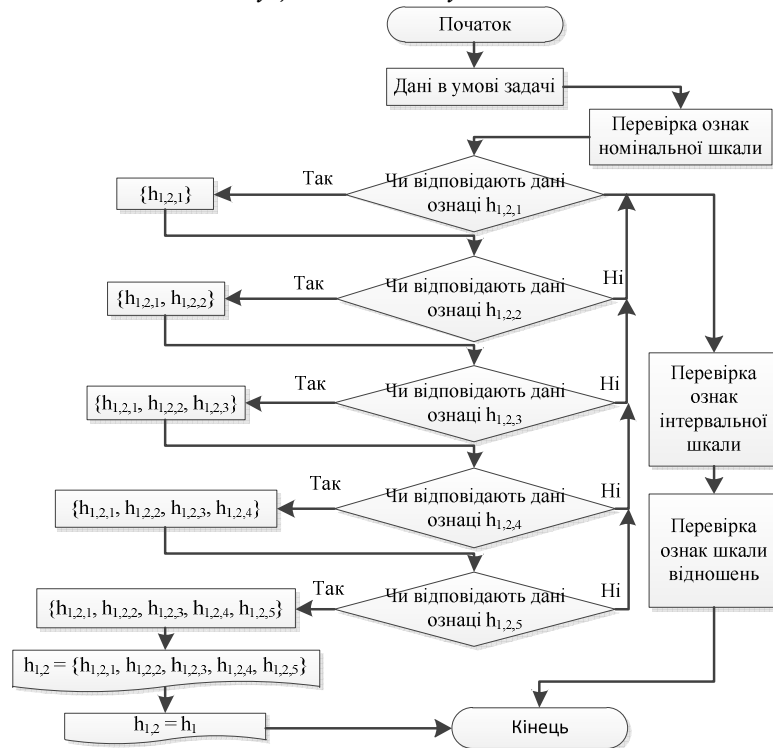 Початок
Дані в умові задачі
Перевірка ознак
номінальної шкали
Так
Чи відповідають дані
ознаці h1,2,1
{h1,2,1}
Так
Чи відповідають дані
ознаці h1,2,2
Ні
{h1,2,1, h1,2,2}
Так
Чи відповідають дані
ознаці h1,2,3
Ні
{h1,2,1, h1,2,2, h1,2,3}
Перевірка
ознак
інтервальної
шкали
Так
Чи відповідають дані
ознаці h1,2,4
Ні
{h1,2,1, h1,2,2, h1,2,3, h1,2,4}
Перевірка
ознак шкали
відношень
Так
Чи відповідають дані
ознаці h1,2,5
Ні
{h1,2,1, h1,2,2, h1,2,3, h1,2,4, h1,2,5}
h1,2 = {h1,2,1, h1,2,2, h1,2,3, h1,2,4, h1,2,5}
h1,2 = h1
Кінець